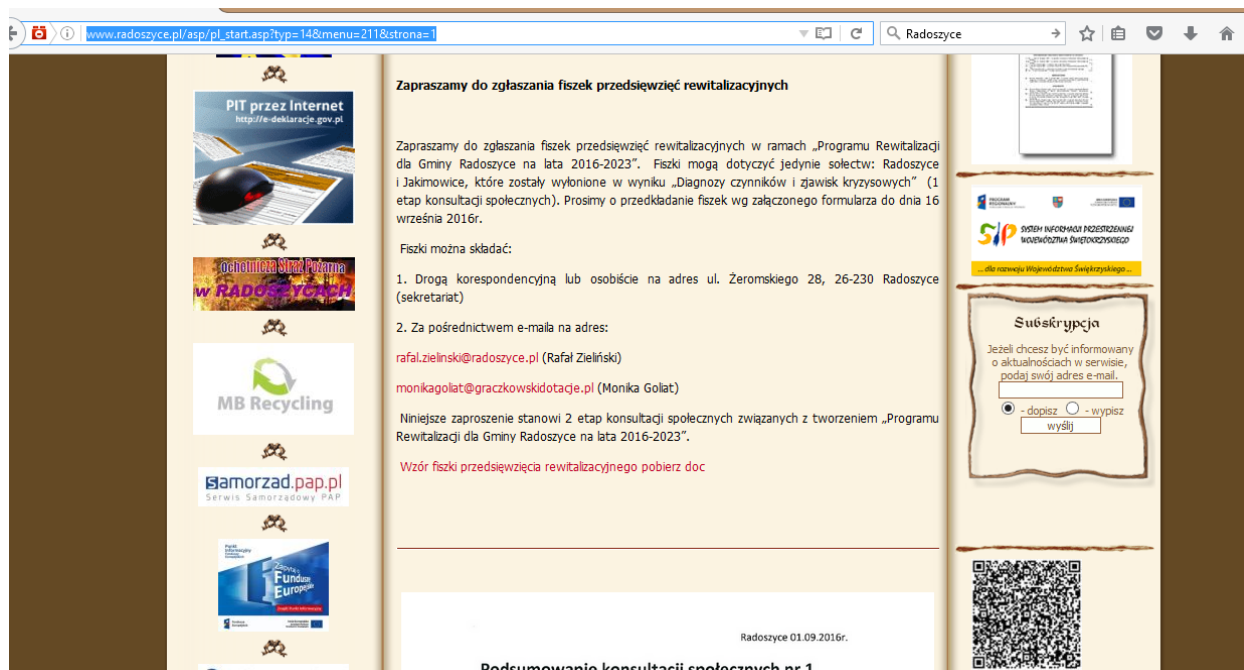 www.radoszyce.pl/asp/pl_start.asp?typ=14&menu=211&strona=1
Radoszyce
PIT przez Internet
http://e-deklaracje.gov.pl
Ochotnicza Straż Pożarna
w RADOSZYCACH
MB Recycling
samorzad.pap.pl
Serwis Samorządowy PAP
Punkt
Informacyjny
Zapytaj o
Fundusze
Europejskie
Zapraszamy do zgłaszania fiszek przedsięwzięć rewitalizacyjnych
Zapraszamy do zgłaszania fiszek przedsięwzięć rewitalizacyjnych w ramach „Programu Rewitalizacji
dla Gminy Radoszyce na lata 2016-2023”. Fiszki mogą dotyczyć jedynie sołectw: Radoszyce
i Jakimowice, które zostały wyłonione w wyniku „Diagnozy czynników i zjawisk kryzysowych” (1
etap konsultacji społecznych). Prosimy o przedkładanie fiszek wg załączonego formularza do dnia 16
września 2016r.
Fiszki można składać:
1. Drogą korespondencyjną lub osobiście na adres ul. Żeromskiego 28, 26-230 Radoszyce
(sekretariat)
2. Za pośrednictwem e-maila na adres:
rafal.zielinski@radoszyce.pl (Rafał Zieliński)
monikagoliat@graczkowskidotacje.pl (Monika Goliat)
Niniejsze zaproszenie stanowi 2 etap konsultacji społecznych związanych z tworzeniem „Programu
Rewitalizacji dla Gminy Radoszyce na lata 2016-2023”.
Wzór fiszki przedsięwzięcia rewitalizacyjnego pobierz doc
Radoszyce 01.09.2016r.
Podsumowanie konsultacji społecznych nr 1
PROGRAM
REGIONALNY
SIP
SYSTEM INFORMACJI PRZESTRZENNEJ
WOJEWÓDZTWA ŚWIĘTOKRZYSKIEGO
... dla rozwoju Województwa Świękrzyskiego ...
Subskrypcja
Jeżeli chcesz być informowany
o aktualnościach w serwisie,
podaj swój adres e-mail.
- dopisz - wypisz
wyślij